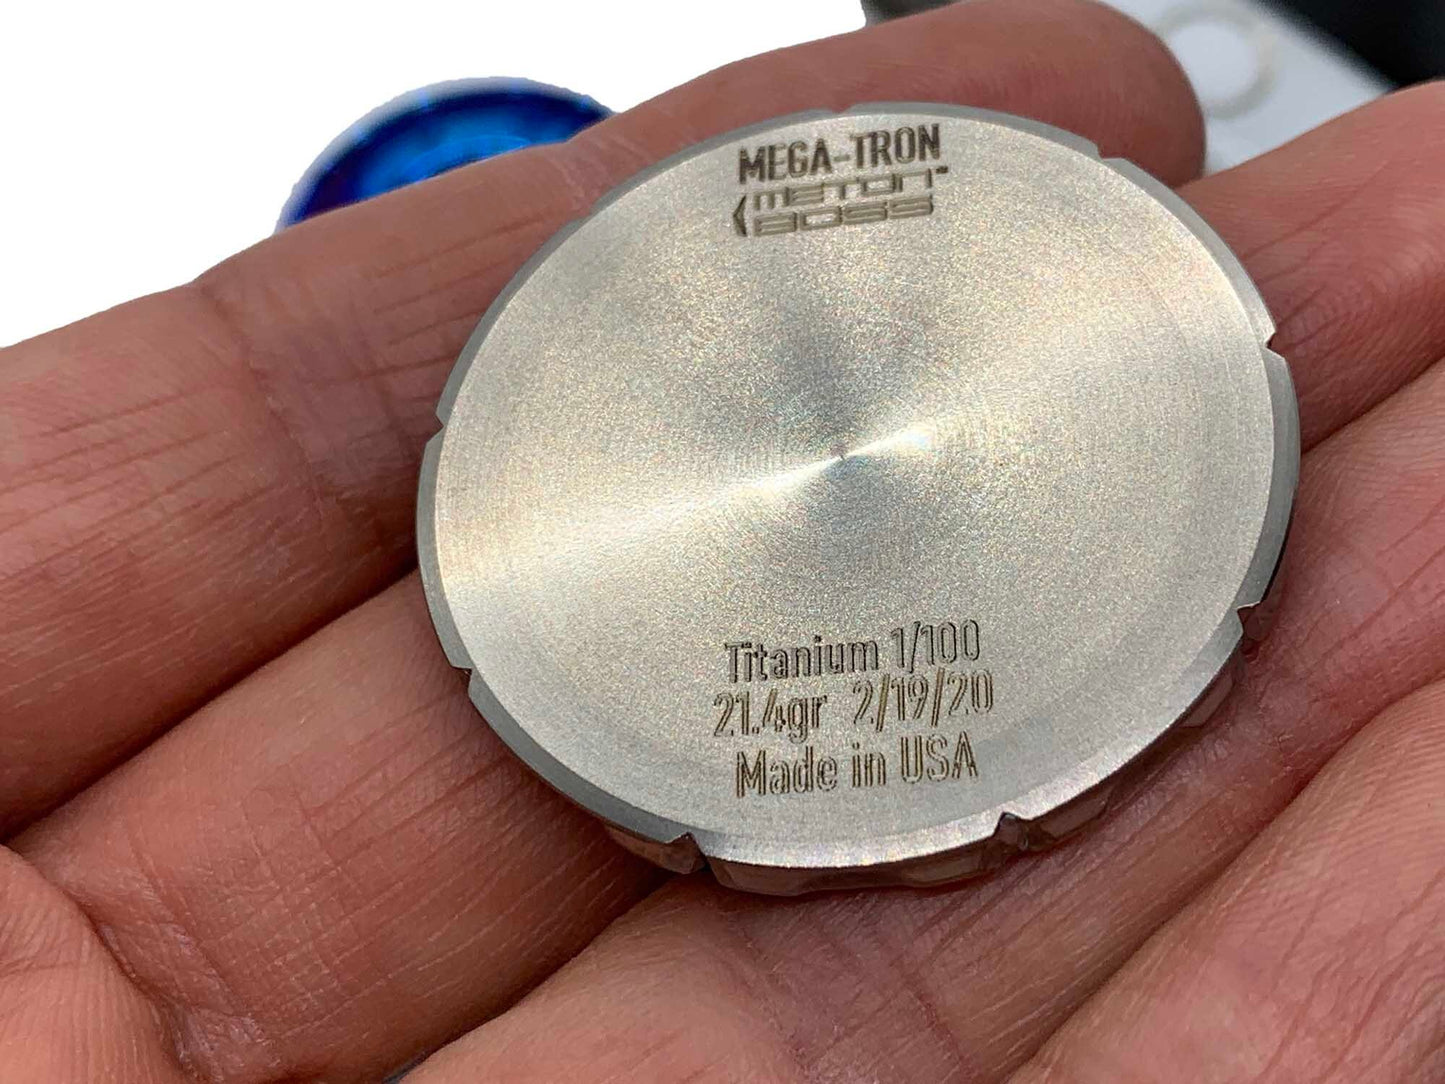 MEGA-TRON
METON
BOSS
Titanium 1/100
21.4gr 2/19/20
Made in USA